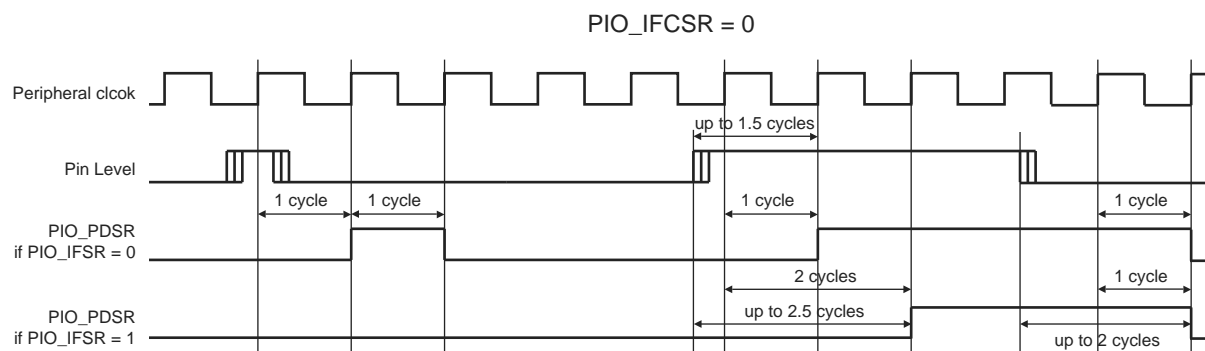 PIO_IFCSR = 0
Peripheral clcok
up to 1.5 cycles
Pin Level
1 cycle
1 cycle
1 cycle
1 cycle
PIO_PDSR
if PIO_IFSR = 0
2 cycles
1 cycle
PIO_PDSR
if PIO_IFSR = 1
up to 2.5 cycles
up to 2 cycles